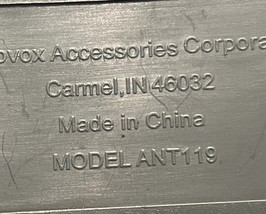 ovox Accessories Corpora
Carmel, IN 46032
Made in China
MODEL ANT119